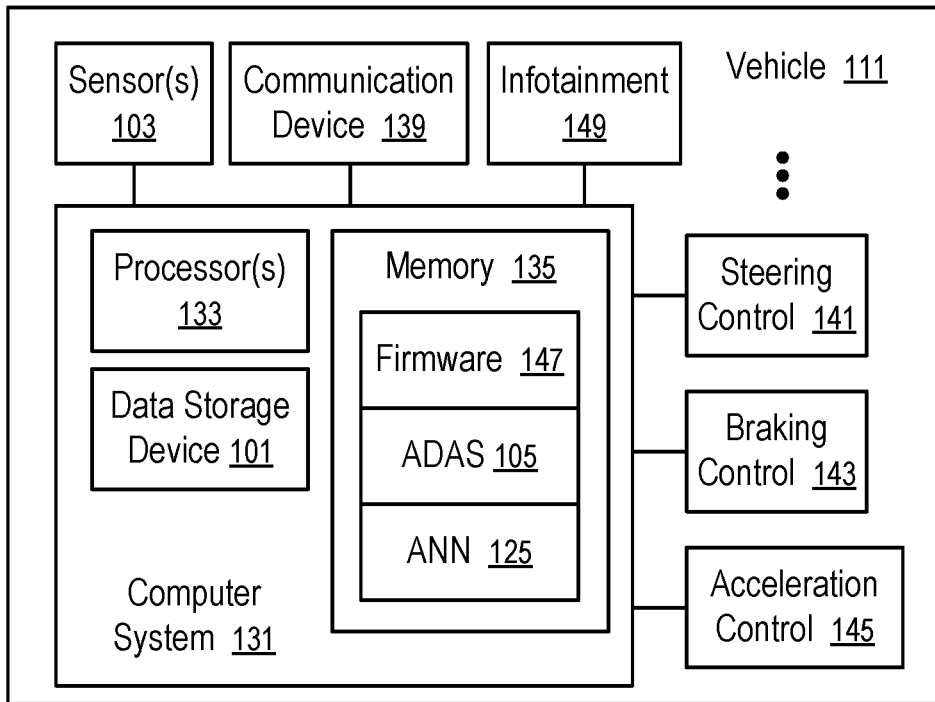 Sensor(s)
103
Communication
Device 139
Infotainment
149
Vehicle 111
Processor(s)
133
Data Storage
Device 101
Computer
System 131
Memory 135
Firmware 147
ADAS 105
ANN 125
Steering
Control 141
Braking
Control 143
Acceleration
Control 145